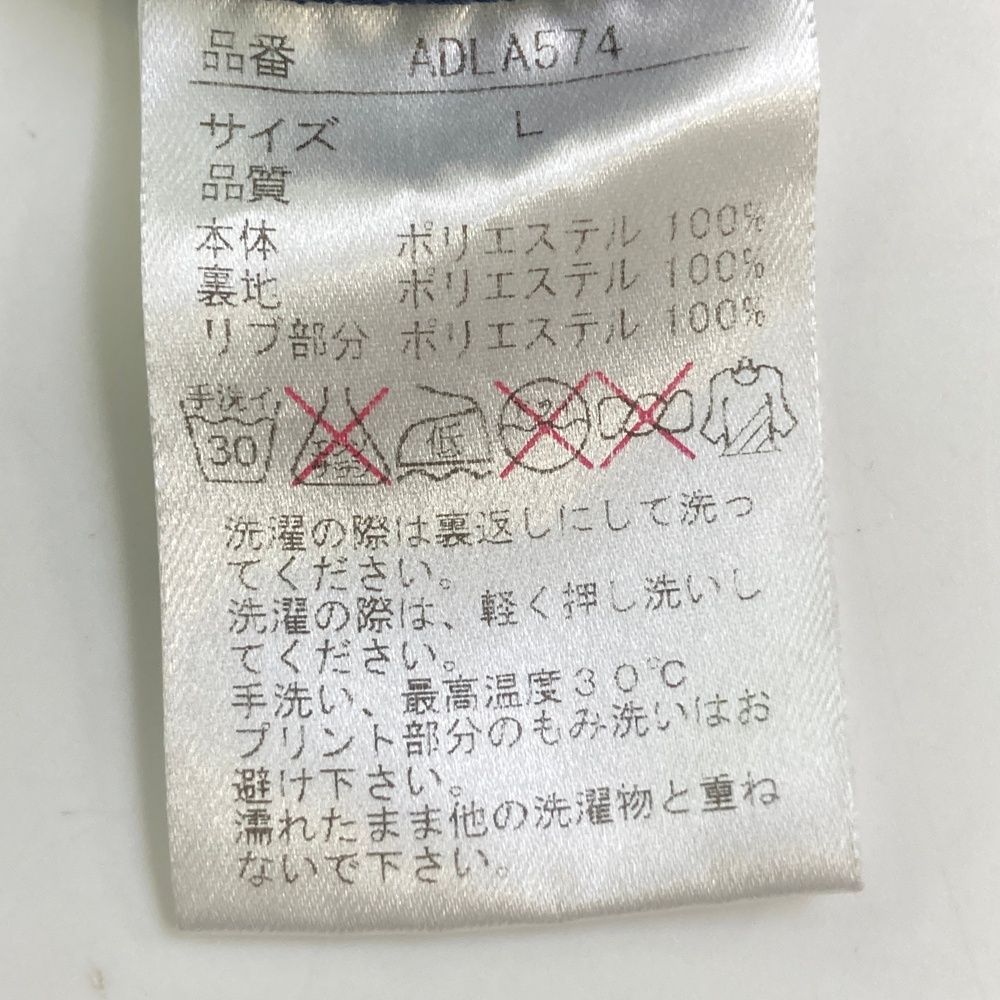 品番 ADLA574
サイズ L
品質
本体 ポリエステル 100%
裏地 ポリエステル 100%
リブ部分 ポリエステル 100%
手洗イ 30 低
洗濯の際は裏返しにして洗っ
てください。
洗濯の際は、軽く押し洗いし
てください。
手洗い、最高温度30℃
プリント部分のもみ洗いはお
避け下さい。
濡れたまま他の洗濯物と重ね
ないで下さい。